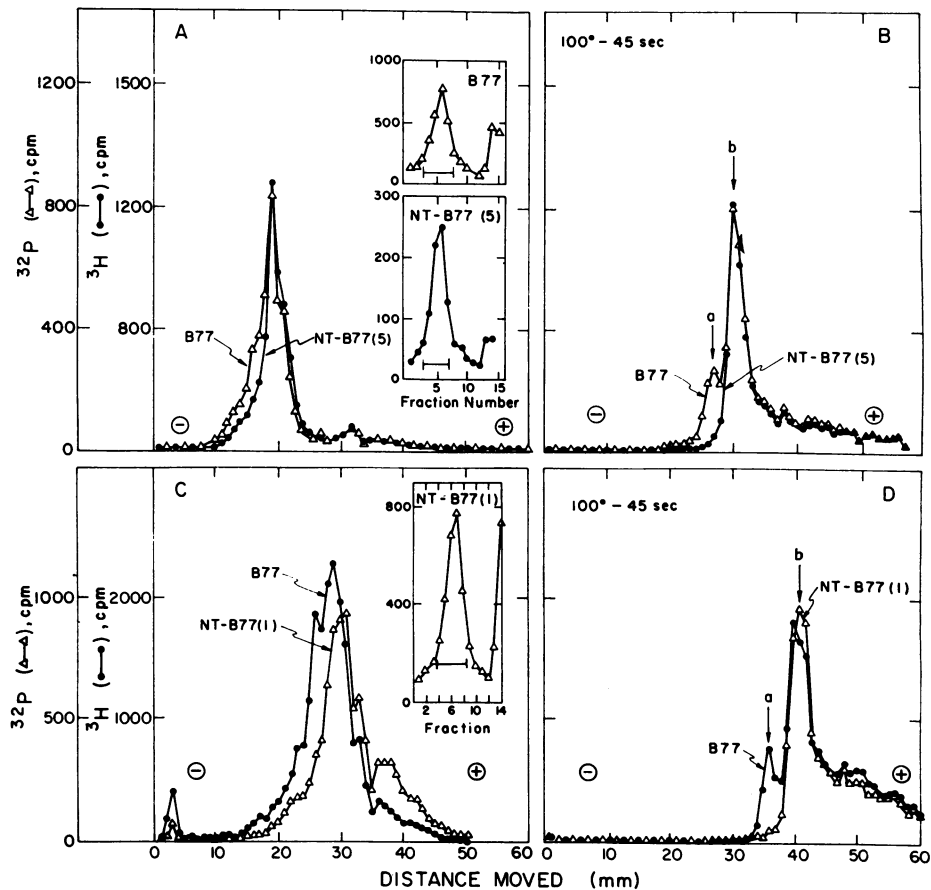 A
1200
1500
800
1200
400
800
0
0
³²P (△—△), cpm
³H (●—●), cpm
B77
NT-B77(5)
⊖
⊕
1000
500
0
B77
300
200
100
0
NT-B77(5)
5
10
15
Fraction Number
B
100° - 45 sec
a
b
B77
NT-B77(5)
⊖
⊕
C
1000
2000
500
1000
0
0
³²P (△—△), cpm
³H (●—●), cpm
B77
NT-B77(1)
⊖
⊕
800
400
0
NT-B77(1)
2
6
10
14
Fraction
0
10
20
30
40
50
60
D
100° - 45 sec
a
b
B77
NT-B77(1)
⊖
⊕
0
10
20
30
40
50
60
DISTANCE MOVED (mm)